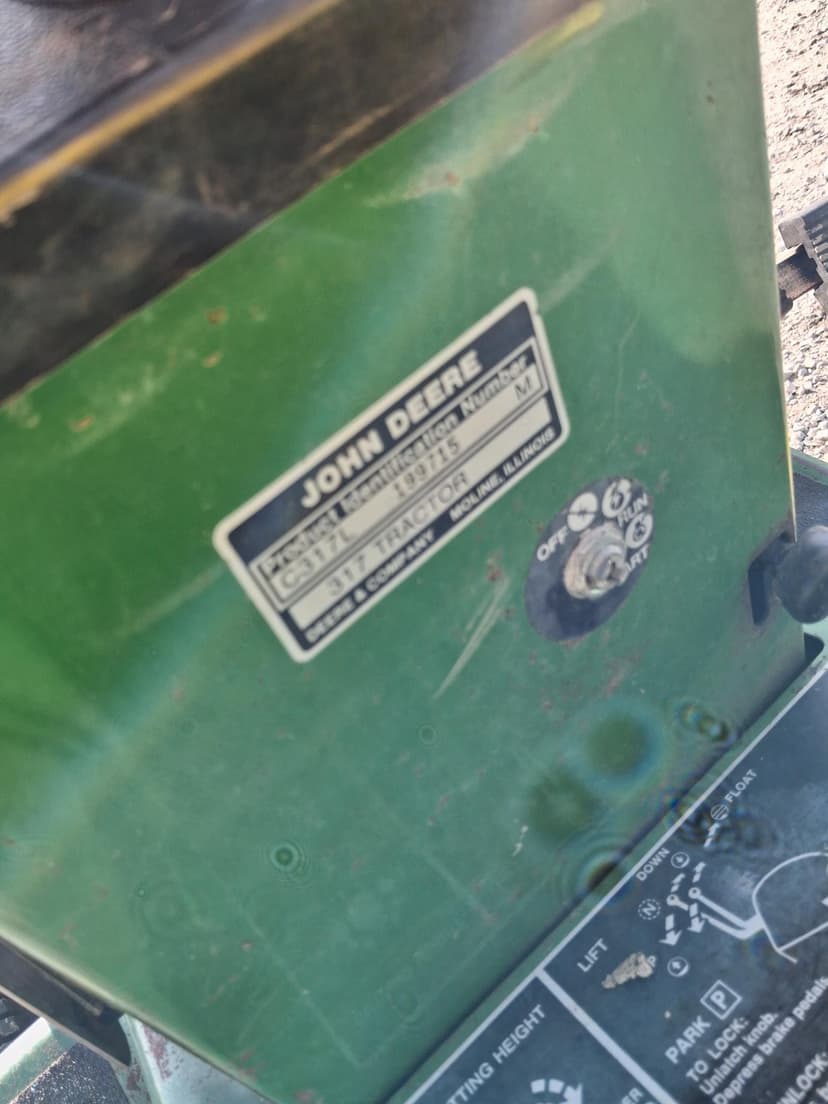 JOHN DEERE
Product Identification Number
C317L 199715 M
317 TRACTOR
DEERE & COMPANY MOLINE, ILLINOIS
OFF
RUN
FLOAT
DOWN
N
LIFT
PARK P
TO LOCK:
Unlatch knob.
Depress brake pedal
TTING HEIGHT